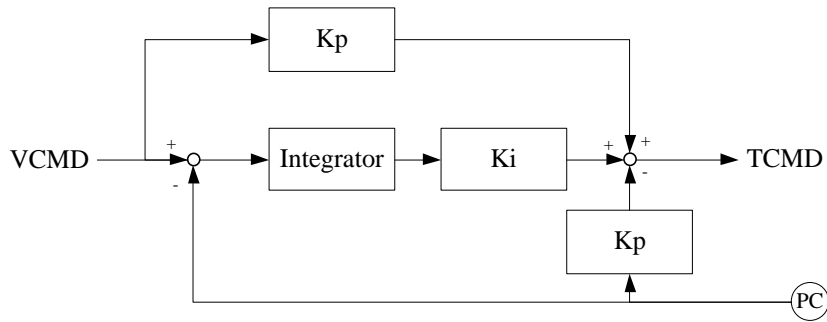 Kp
+
+
VCMD
Integrator
+
Ki
TCMD
-
-
Kp
PC